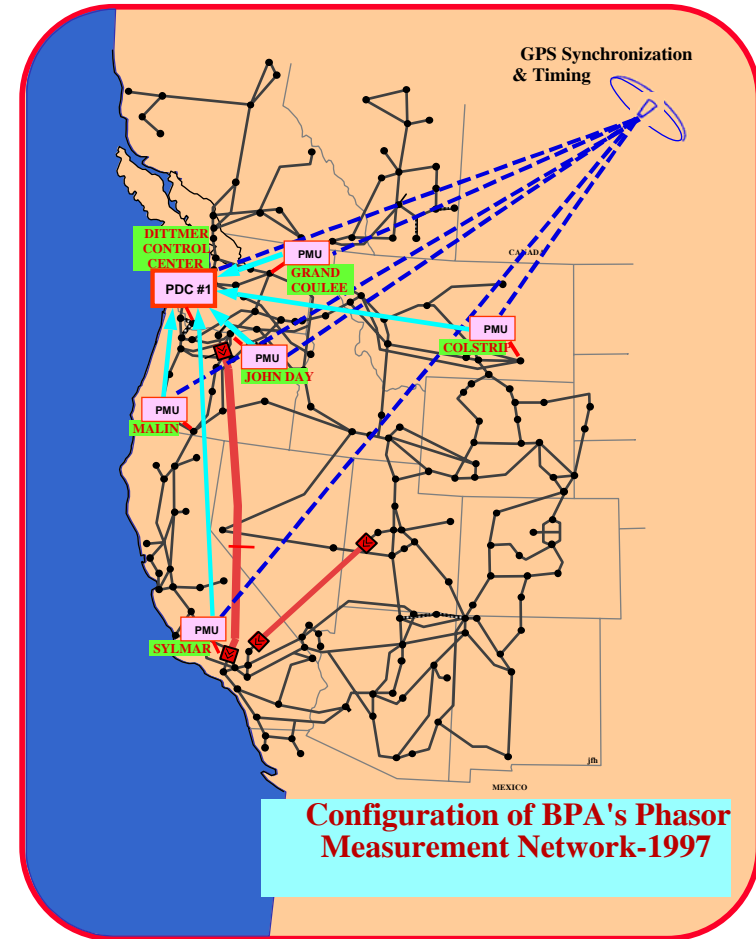 GPS Synchronization
& Timing
DITTMER
CONTROL
CENTER
PDC #1
PMU
GRAND
COULEE
CANADA
PMU
COLSTRIP
PMU
JOHN DAY
PMU
MALIN
PMU
SYLMAR
jfh
MEXICO
Configuration of BPA's Phasor
Measurement Network-1997